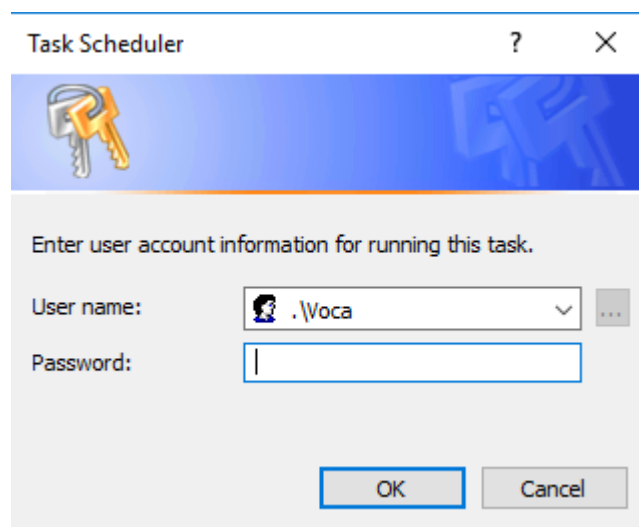 Task Scheduler ?
Enter user account information for running this task.
User name: .\Voca ...
Password:
OK Cancel